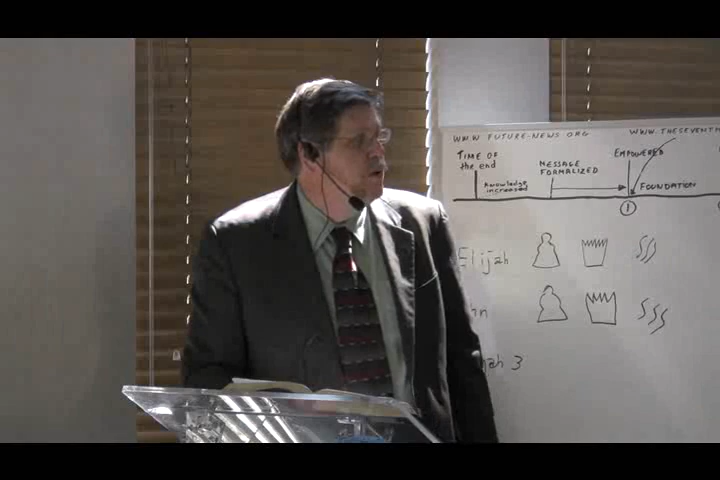 WWW FUTURE-NEWS.ORG
WWW.THESEVENTH
TIME OF the end
MESSAGE FORMALIZED
EMPOWERED
Knowledge increased
FOUNDATION
1
Elijah
hn
ah 3